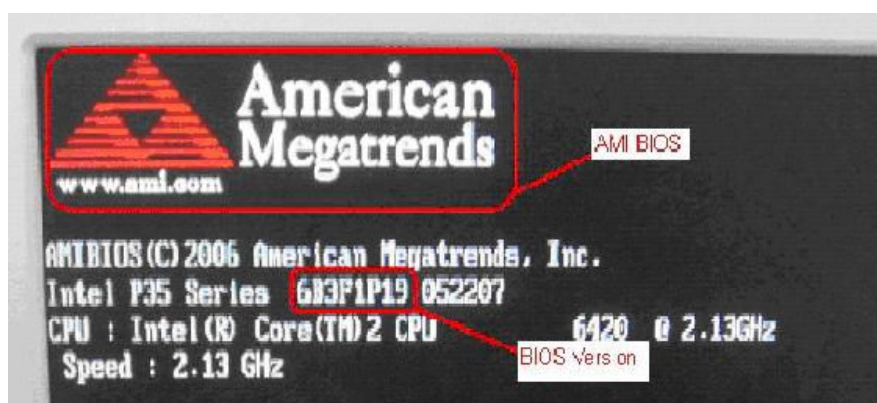 American
Megatrends
www.ami.com
AMI BIOS
AMIBIOS(C)2006 American Megatrends, Inc.
Intel P35 Series 6B3F1P19 052207
CPU : Intel(R) Core(TM)2 CPU 6420 @ 2.13GHz
Speed : 2.13 GHz
BIOS Vers on